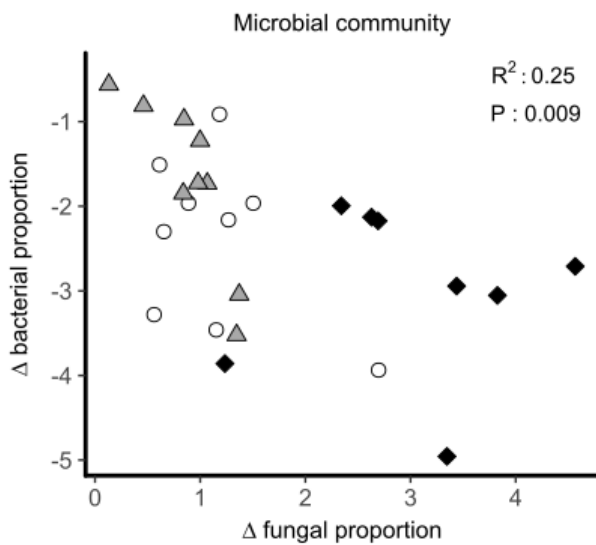 Microbial community
R² : 0.25
P : 0.009
Δ bacterial proportion
-1
-2
-3
-4
-5
0 1 2 3 4
Δ fungal proportion